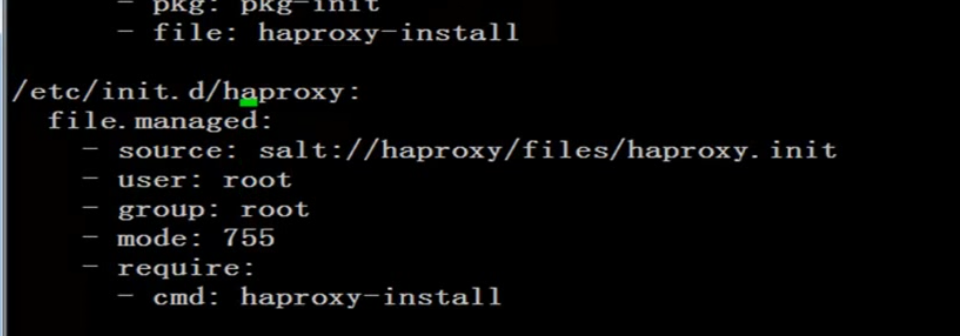 - pkg: pkg-init
- file: haproxy-install
/etc/init.d/haproxy:
file.managed:
- source: salt://haproxy/files/haproxy.init
- user: root
- group: root
- mode: 755
- require:
- cmd: haproxy-install